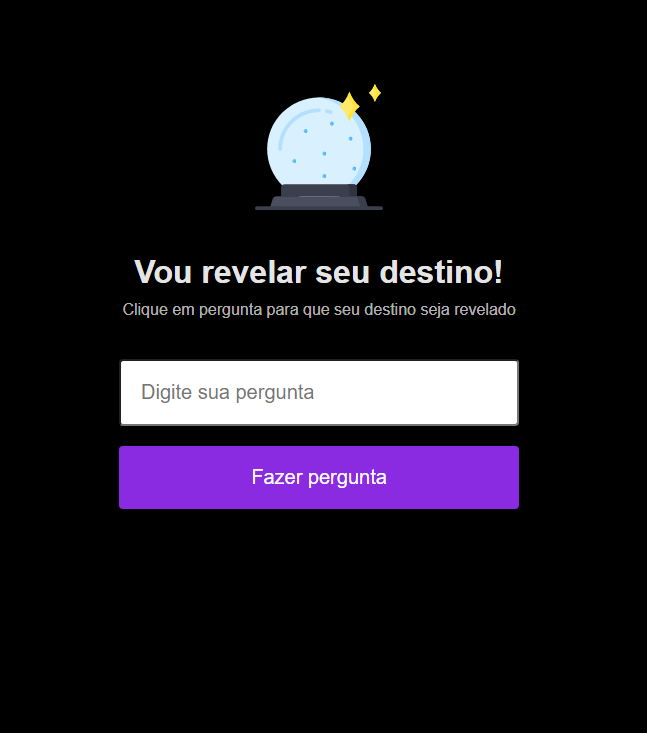 Vou revelar seu destino!
Clique em pergunta para que seu destino seja revelado
Digite sua pergunta
Fazer pergunta